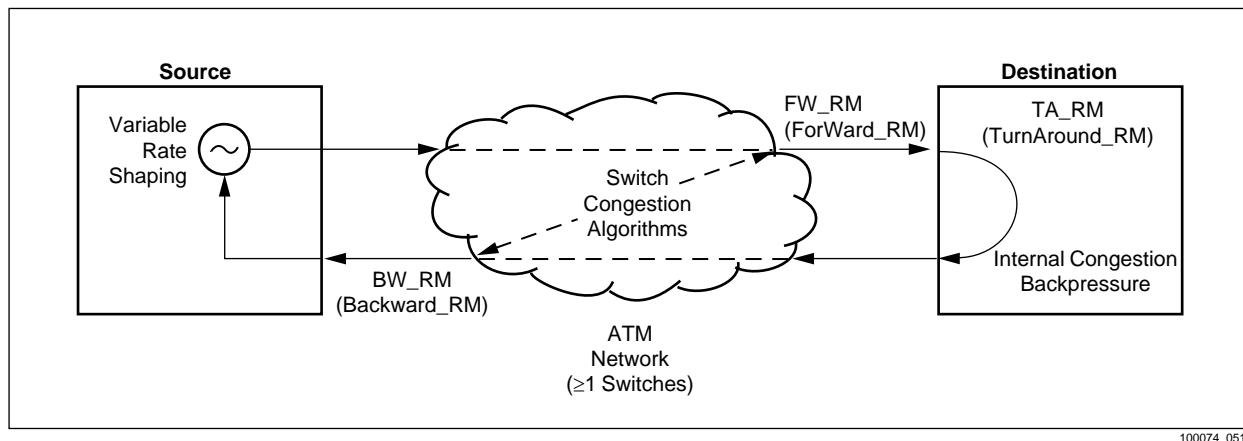 Source
Destination
Variable
Rate
Shaping
FW_RM
(ForWard_RM)
TA_RM
(TurnAround_RM)
Switch
Congestion
Algorithms
BW_RM
(Backward_RM)
Internal Congestion
Backpressure
ATM
Network
(≥1 Switches)
100074_051